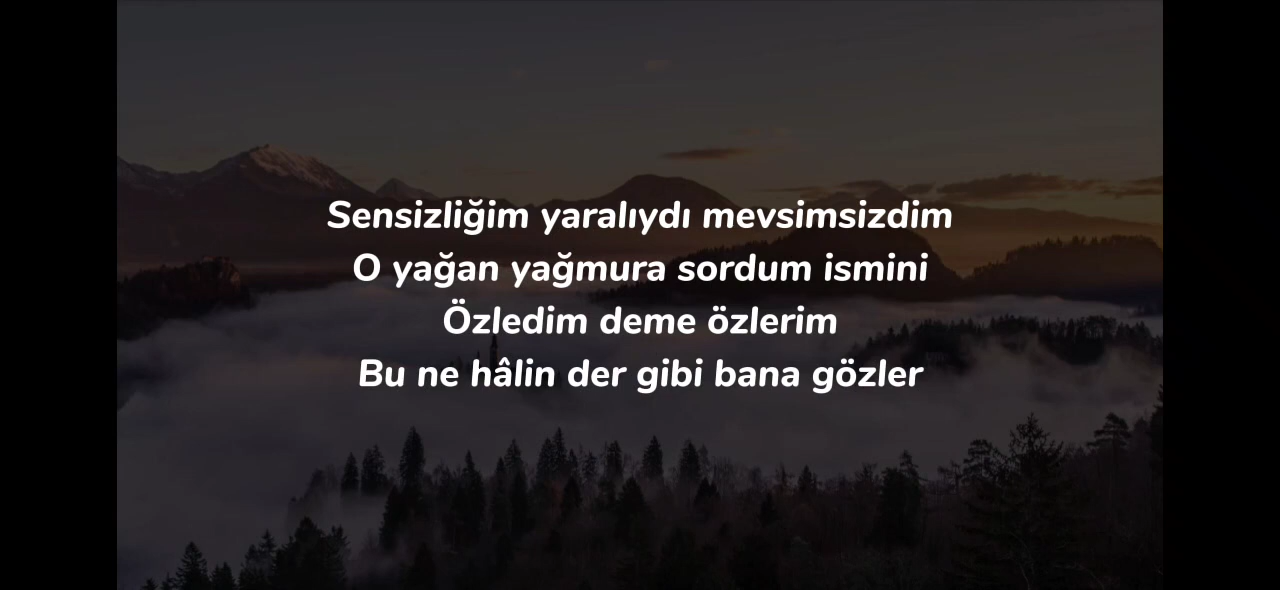 Sensizliğim yaralıydı mevsimsizdim
O yağan yağmura sordum ismini
Özledim deme özlerim
Bu ne hâlin der gibi bana gözler